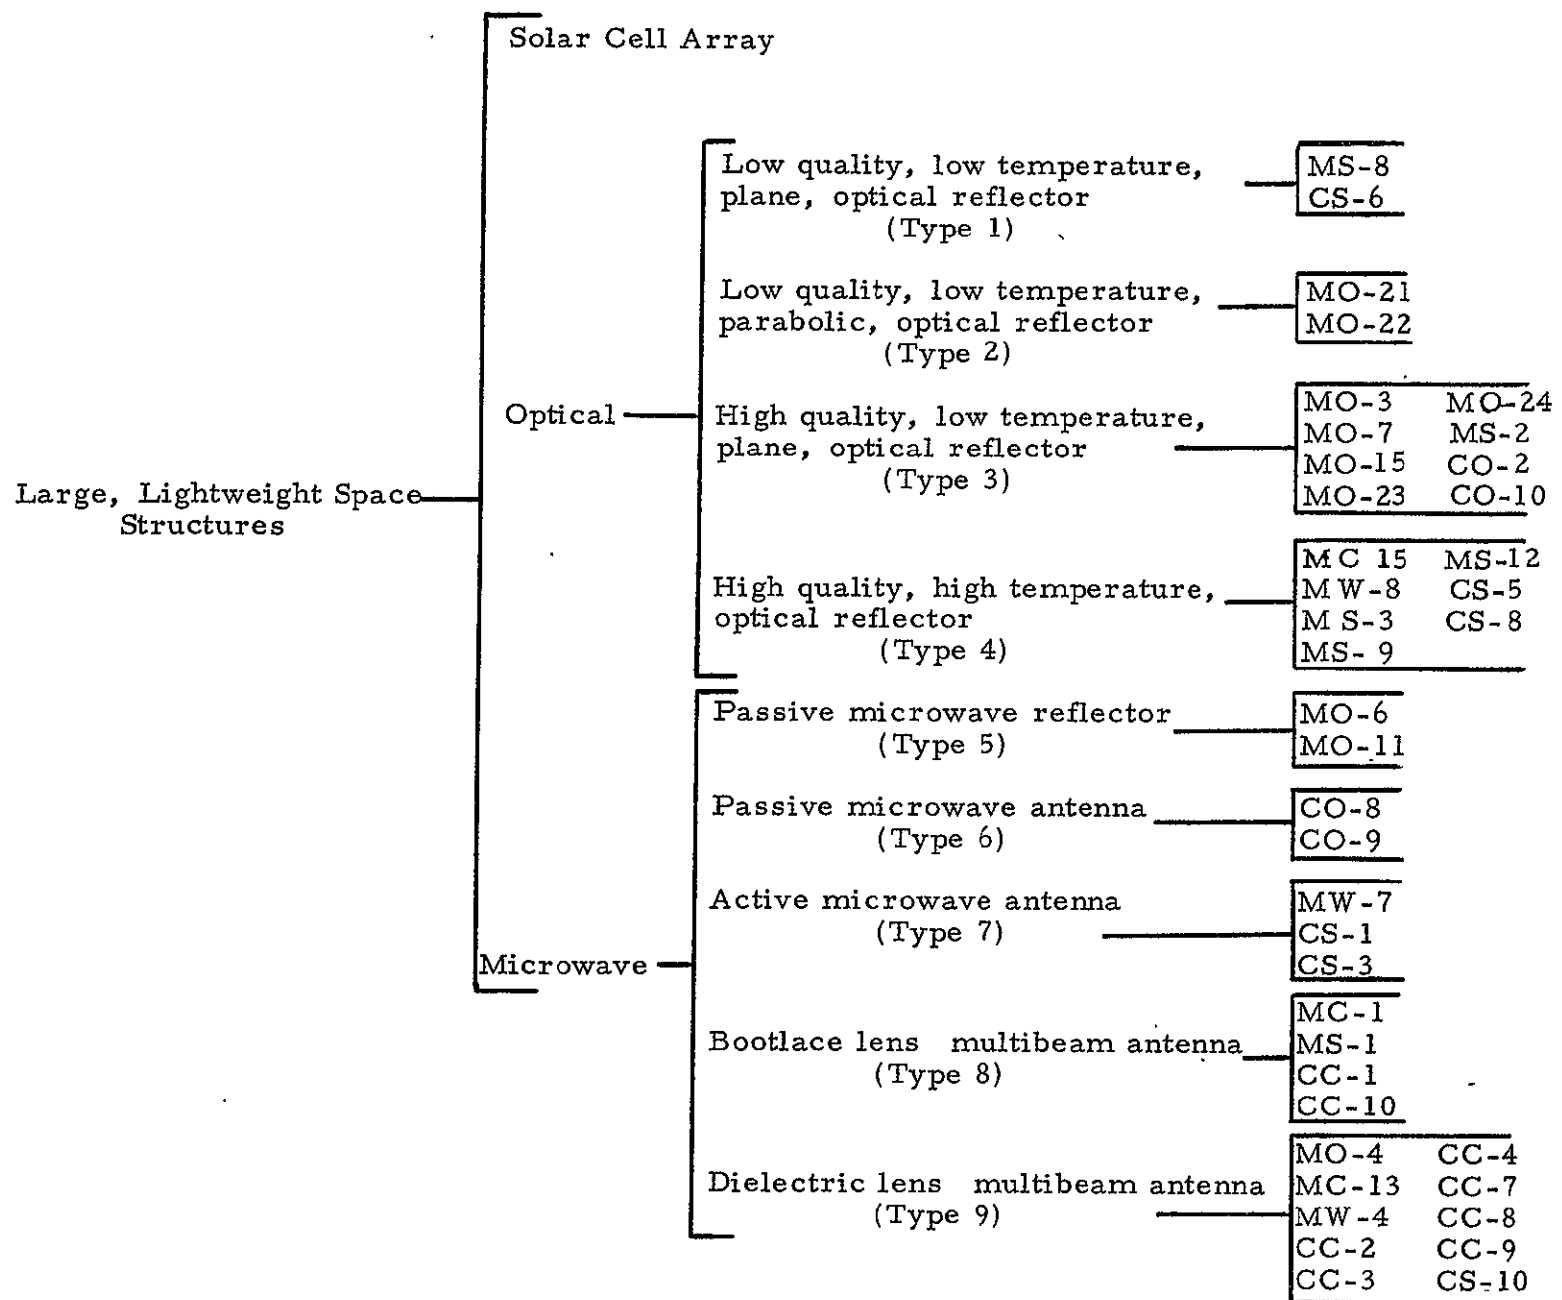 Solar Cell Array
Low quality, low temperature,
plane, optical reflector
(Type 1)
MS-8
CS-6
Low quality, low temperature,
parabolic, optical reflector
(Type 2)
MO-21
MO-22
Optical
High quality, low temperature,
plane, optical reflector
(Type 3)
MO-3 MO-24
MO-7 MS-2
MO-15 CO-2
MO-23 CO-10
Large, Lightweight Space
Structures
High quality, high temperature,
optical reflector
(Type 4)
MC 15 MS-12
MW-8 CS-5
MS-3 CS-8
MS-9
Passive microwave reflector
(Type 5)
MO-6
MO-11
Passive microwave antenna
(Type 6)
CO-8
CO-9
Active microwave antenna
(Type 7)
MW-7
CS-1
CS-3
Microwave
Bootlace lens multibeam antenna
(Type 8)
MC-1
MS-1
CC-1
CC-10
Dielectric lens multibeam antenna
(Type 9)
MO-4 CC-4
MC-13 CC-7
MW-4 CC-8
CC-2 CC-9
CC-3 CS-10